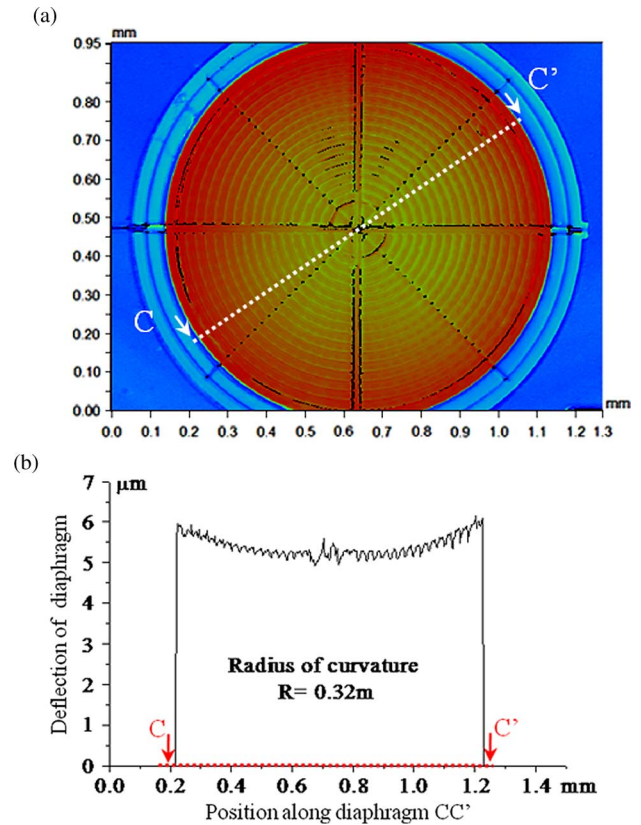 (a)
mm
0.95
0.80
0.70
0.60
0.50
0.40
0.30
0.20
0.10
0.00
C'
C
mm
0.0 0.1 0.2 0.3 0.4 0.5 0.6 0.7 0.8 0.9 1.0 1.1 1.2 1.3
(b)
7 μm
6
5
4
3
2
1
0
Deflection of diaphragm
Radius of curvature
R= 0.32m
C C’
0.0 0.2 0.4 0.6 0.8 1.0 1.2 1.4 mm
Position along diaphragm CC’